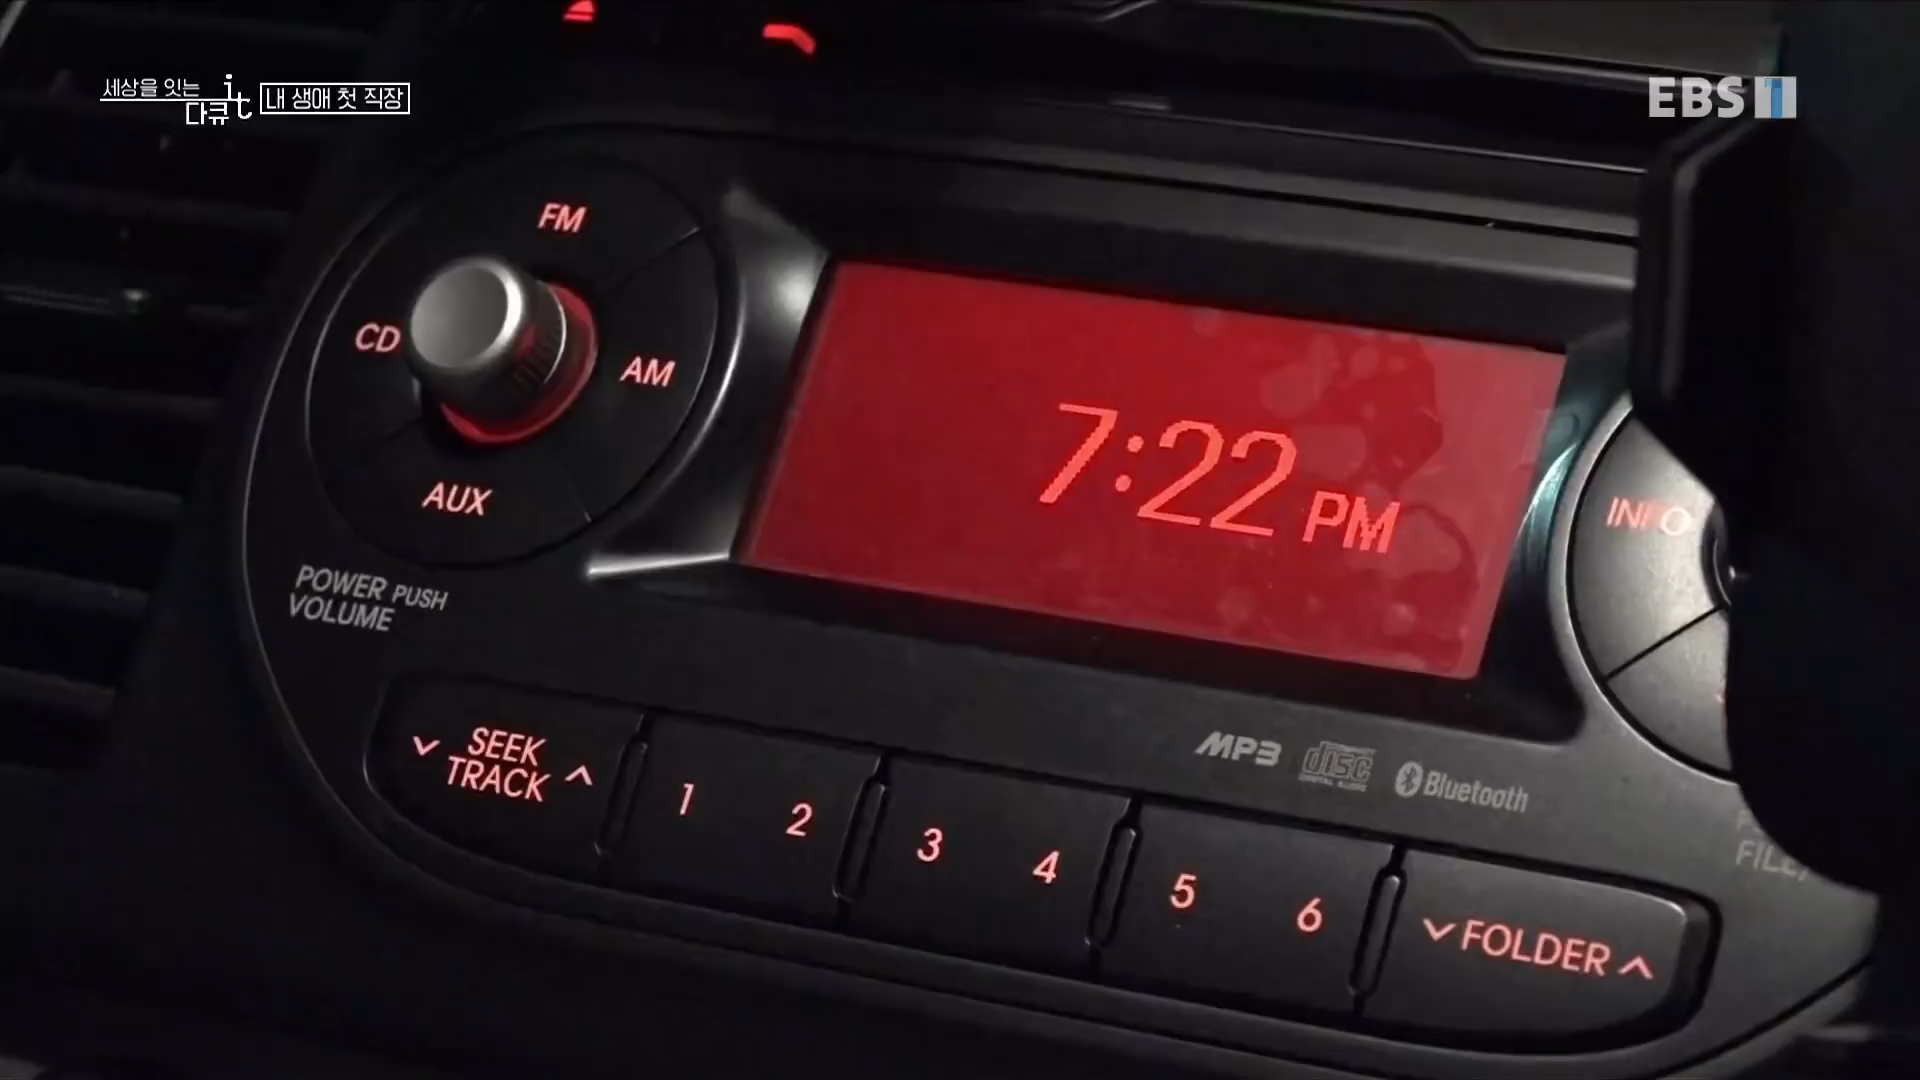 세상을 잇는
다큐 it
내 생애 첫 직장
EBS 1
FM
CD
AM
AUX
7:22 PM
INFO
POWER PUSH
VOLUME
SEEK
TRACK
1 2 3 4 5 6
MP3
disc
DIGITAL AUDIO
Bluetooth
FOLDER